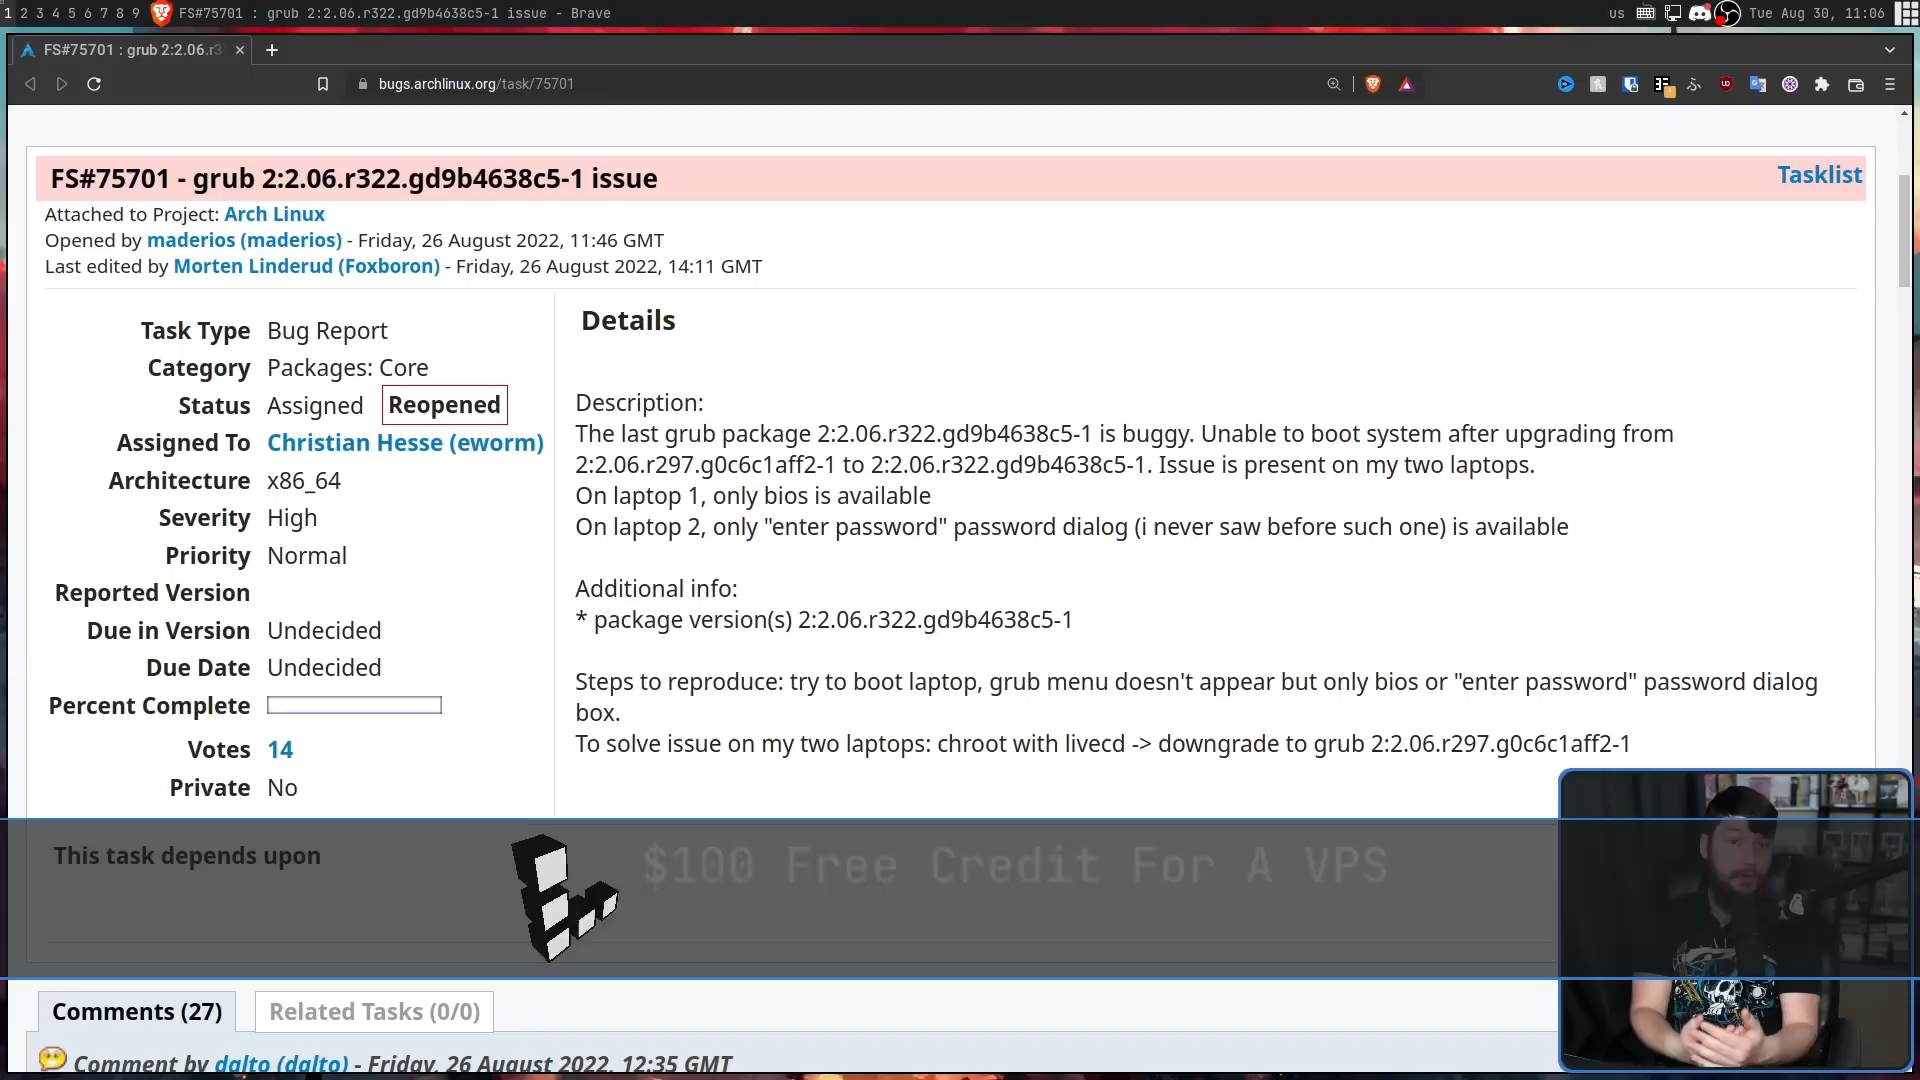 1 2 3 4 5 6 7 8 9 FS#75701 : grub 2:2.06.r322.gd9b4638c5-1 issue - Brave
us Tue Aug 30, 11:06
FS#75701 : grub 2:2.06.r3
bugs.archlinux.org/task/75701
FS#75701 - grub 2:2.06.r322.gd9b4638c5-1 issue
Tasklist
Attached to Project: Arch Linux
Opened by maderios (maderios) - Friday, 26 August 2022, 11:46 GMT
Last edited by Morten Linderud (Foxboron) - Friday, 26 August 2022, 14:11 GMT
Task Type Bug Report
Category Packages: Core
Status Assigned Reopened
Assigned To Christian Hesse (eworm)
Architecture x86_64
Severity High
Priority Normal
Reported Version
Due in Version Undecided
Due Date Undecided
Percent Complete
Votes 14
Private No
Details
Description:
The last grub package 2:2.06.r322.gd9b4638c5-1 is buggy. Unable to boot system after upgrading from
2:2.06.r297.g0c6c1aff2-1 to 2:2.06.r322.gd9b4638c5-1. Issue is present on my two laptops.
On laptop 1, only bios is available
On laptop 2, only "enter password" password dialog (i never saw before such one) is available
Additional info:
* package version(s) 2:2.06.r322.gd9b4638c5-1
Steps to reproduce: try to boot laptop, grub menu doesn't appear but only bios or "enter password" password dialog
box.
To solve issue on my two laptops: chroot with livecd -> downgrade to grub 2:2.06.r297.g0c6c1aff2-1
This task depends upon
$100 Free Credit For A VPS
Comments (27)
Related Tasks (0/0)
Comment by dalto (dalto) - Friday, 26 August 2022, 12:35 GMT